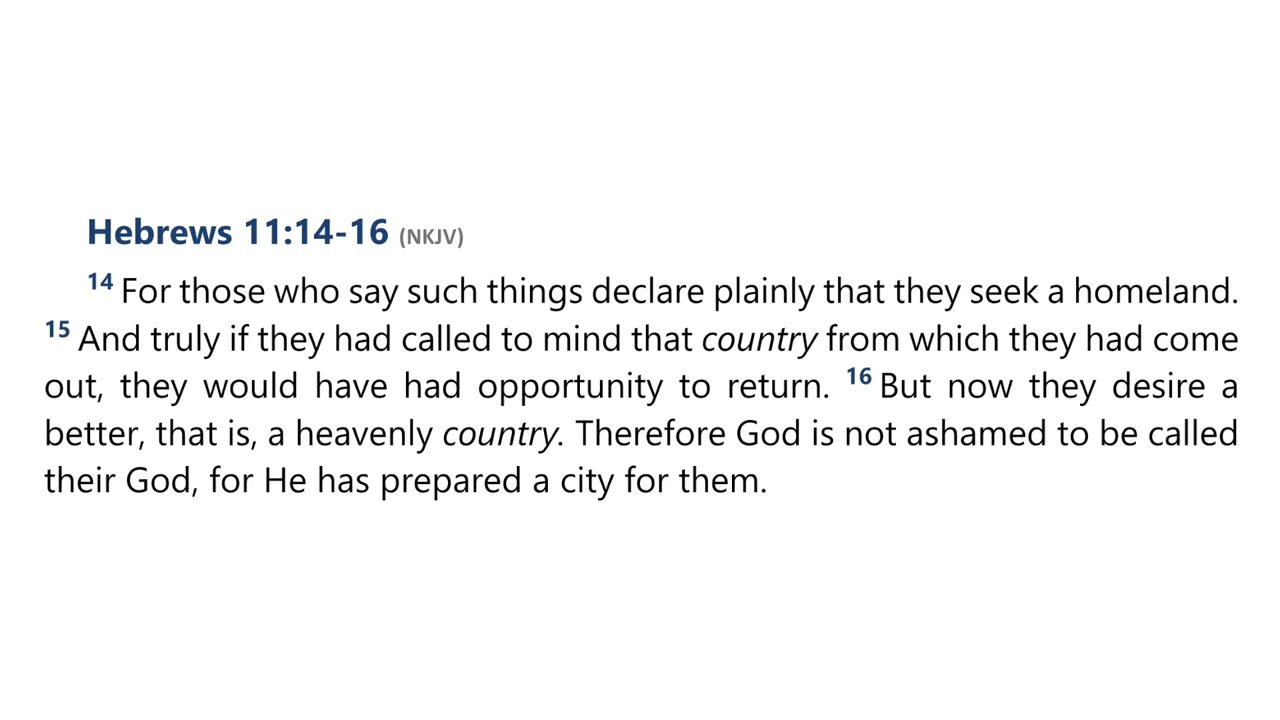 Hebrews 11:14-16 (NKJV)
14 For those who say such things declare plainly that they seek a homeland.
15 And truly if they had called to mind that country from which they had come
out, they would have had opportunity to return. 16 But now they desire a
better, that is, a heavenly country. Therefore God is not ashamed to be called
their God, for He has prepared a city for them.